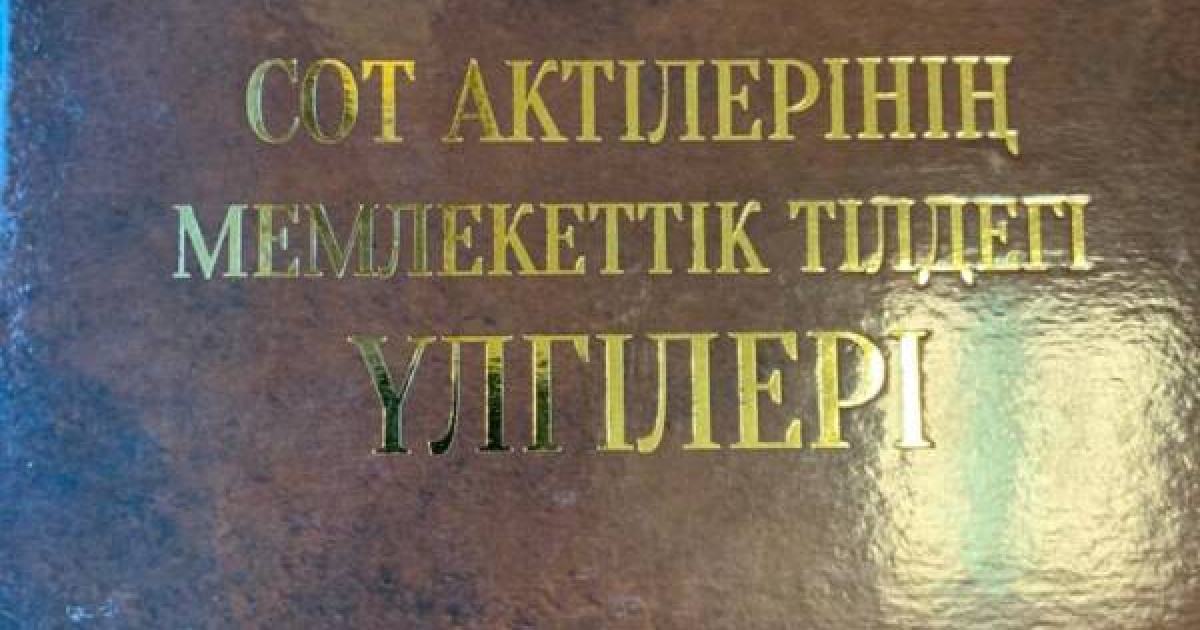 СОТ АКТІЛЕРІНІҢ
МЕМЛЕКЕТТІК ТІЛДЕГІ
ҮЛГІЛЕРІ